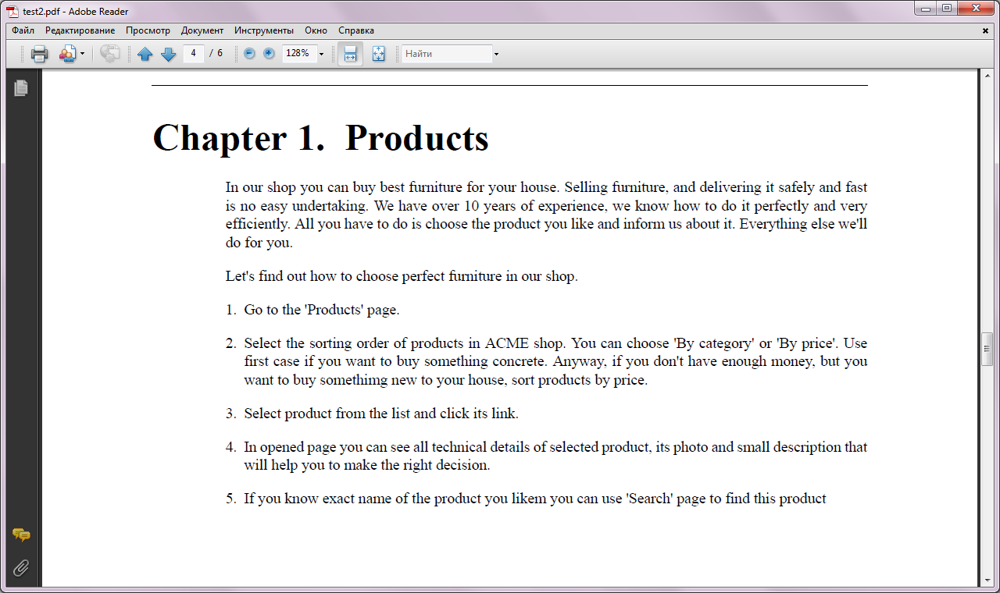 test2.pdf - Adobe Reader
Файл Редактирование Просмотр Документ Инструменты Окно Справка
4 / 6 128% Найти
Chapter 1. Products
In our shop you can buy best furniture for your house. Selling furniture, and delivering it safely and fast
is no easy undertaking. We have over 10 years of experience, we know how to do it perfectly and very
efficiently. All you have to do is choose the product you like and inform us about it. Everything else we'll
do for you.
Let's find out how to choose perfect furniture in our shop.
1. Go to the 'Products' page.
2. Select the sorting order of products in ACME shop. You can choose 'By category' or 'By price'. Use
first case if you want to buy something concrete. Anyway, if you don't have enough money, but you
want to buy somethimg new to your house, sort products by price.
3. Select product from the list and click its link.
4. In opened page you can see all technical details of selected product, its photo and small description that
will help you to make the right decision.
5. If you know exact name of the product you likem you can use 'Search' page to find this product